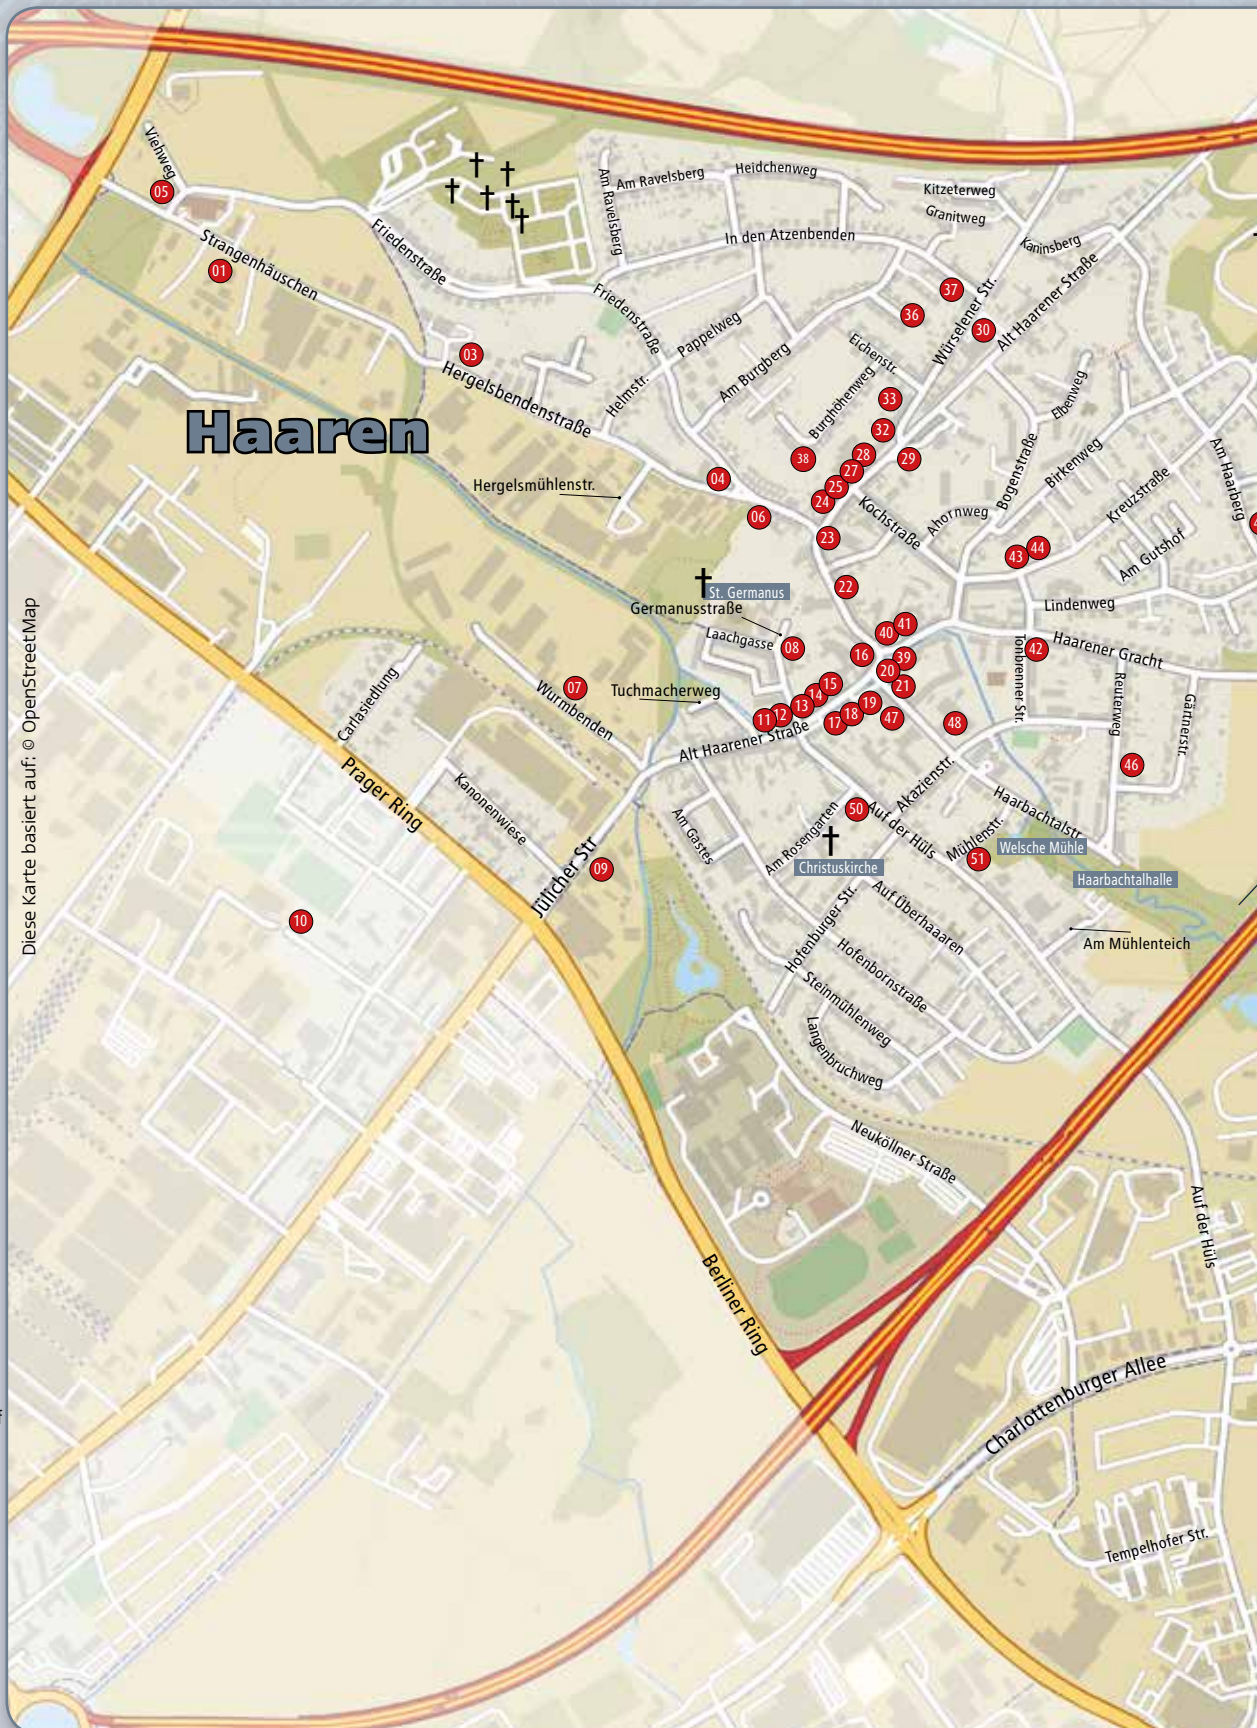 Viehweg
05
Strangenhäuschen
01
Friedenstraße
Am Ravelsberg
Am Ravelsberg
Heidchenweg
Kitzeterweg
Granitweg
In den Atzenbenden
Kaninsberg
37
36
30
Würselener Str.
Alt Haarener Straße
Friedenstraße
Pappelweg
Am Burgberg
Eichenstr.
Burghöhenweg
03
Hergelsbendenstraße
Helmstr.
Haaren
33
32
28
38
27
29
25
24
Elbenweg
Bogenstraße
Birkenweg
Kreuzstraße
Am Haarberg
Am Gutshof
Hergelsmühlenstr.
04
06
23
Kochstraße
Ahornweg
43
44
22
St. Germanus
Germanusstraße
Laachgasse
08
Lindenweg
Haarener Gracht
42
Tonbrenner Str.
Reuterweg
Gärtnerstr.
40
41
16
39
20
21
15
14
13
12
11
17
18
19
47
48
46
07
Wurmbenden
Tuchmacherweg
Alt Haarener Straße
Carlasiedlung
Prager Ring
Kanonenwiese
Jülicher Str
09
10
Am Gastes
Am Rosengarten
50
Akazienstr.
Auf der Hüls
Mühlenstr.
51
Haarbachtalstr.
Welsche Mühle
Christuskirche
Haarbachtalhalle
Am Mühlenteich
Hofenburger Str.
Auf Überhaaaren
Hofenbornstraße
Steinmühlenweg
Langenbruchweg
Neuköllner Straße
Auf der Hüls
Berliner Ring
Charlottenburger Allee
Tempelhofer Str.
Diese Karte basiert auf: © OpenStreetMap